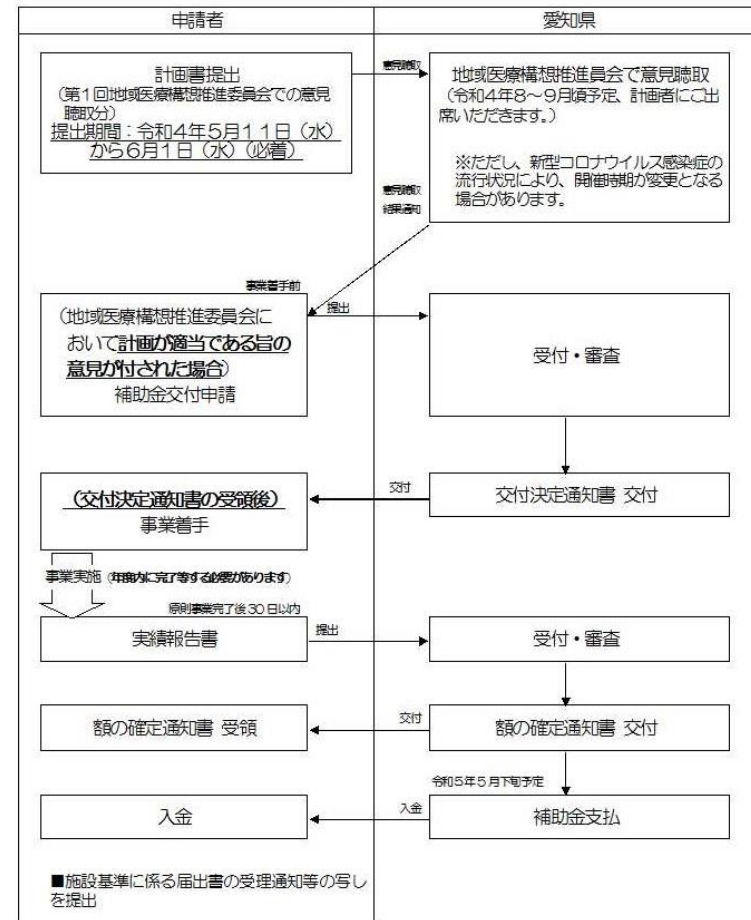 申請者
愛知県
計画書提出
(第1回地域医療構想推進委員会での意見
聴取分)
提出期間:令和4年5月11日(水)
から6月1日(水)(必着)
意見聴取
地域医療構想推進員会で意見聴取
(令和4年8~9月頃予定、計画者にご出
席いただきます。)
※ただし、新型コロナウイルス感染症の
流行状況により、開催時期が変更となる
場合があります。
意見聴取
結果通知
事業着手前
(地域医療構想推進委員会に
おいて計画が適当である旨の
意見が付された場合)
補助金交付申請
提出
受付・審査
交付決定通知書 交付
交付
(交付決定通知書の受領後)
事業着手
事業実施 (年度内に完了等する必要があります)
原則事業完了後30日以内
実績報告書
提出
受付・審査
額の確定通知書 受領
交付
額の確定通知書 交付
令和5年5月下旬予定
入金
入金
補助金支払
■施設基準に係る届出書の受理通知等の写し
を提出